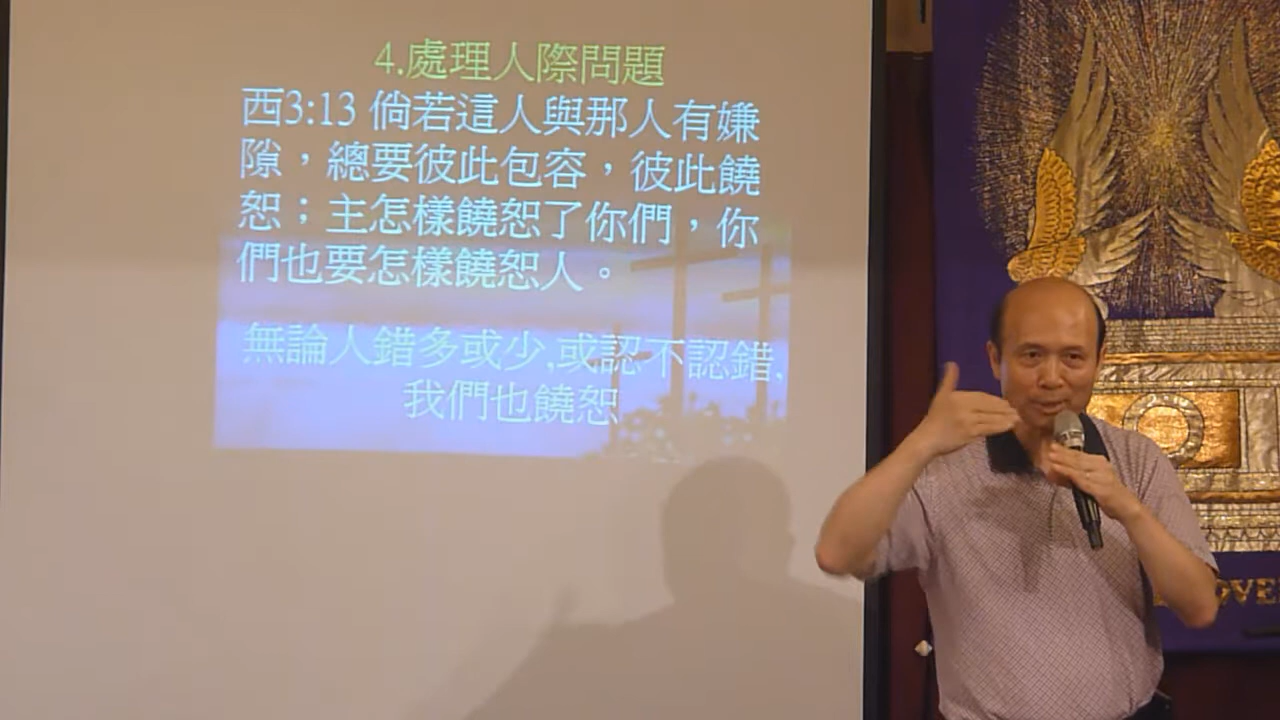 4.處理人際問題
西3:13 倘若這人與那人有嫌
隙，總要彼此包容，彼此饒
恕；主怎樣饒恕了你們，你
們也要怎樣饒恕人。
無論人錯多或少,或認不認錯,
我們也饒恕
OVE